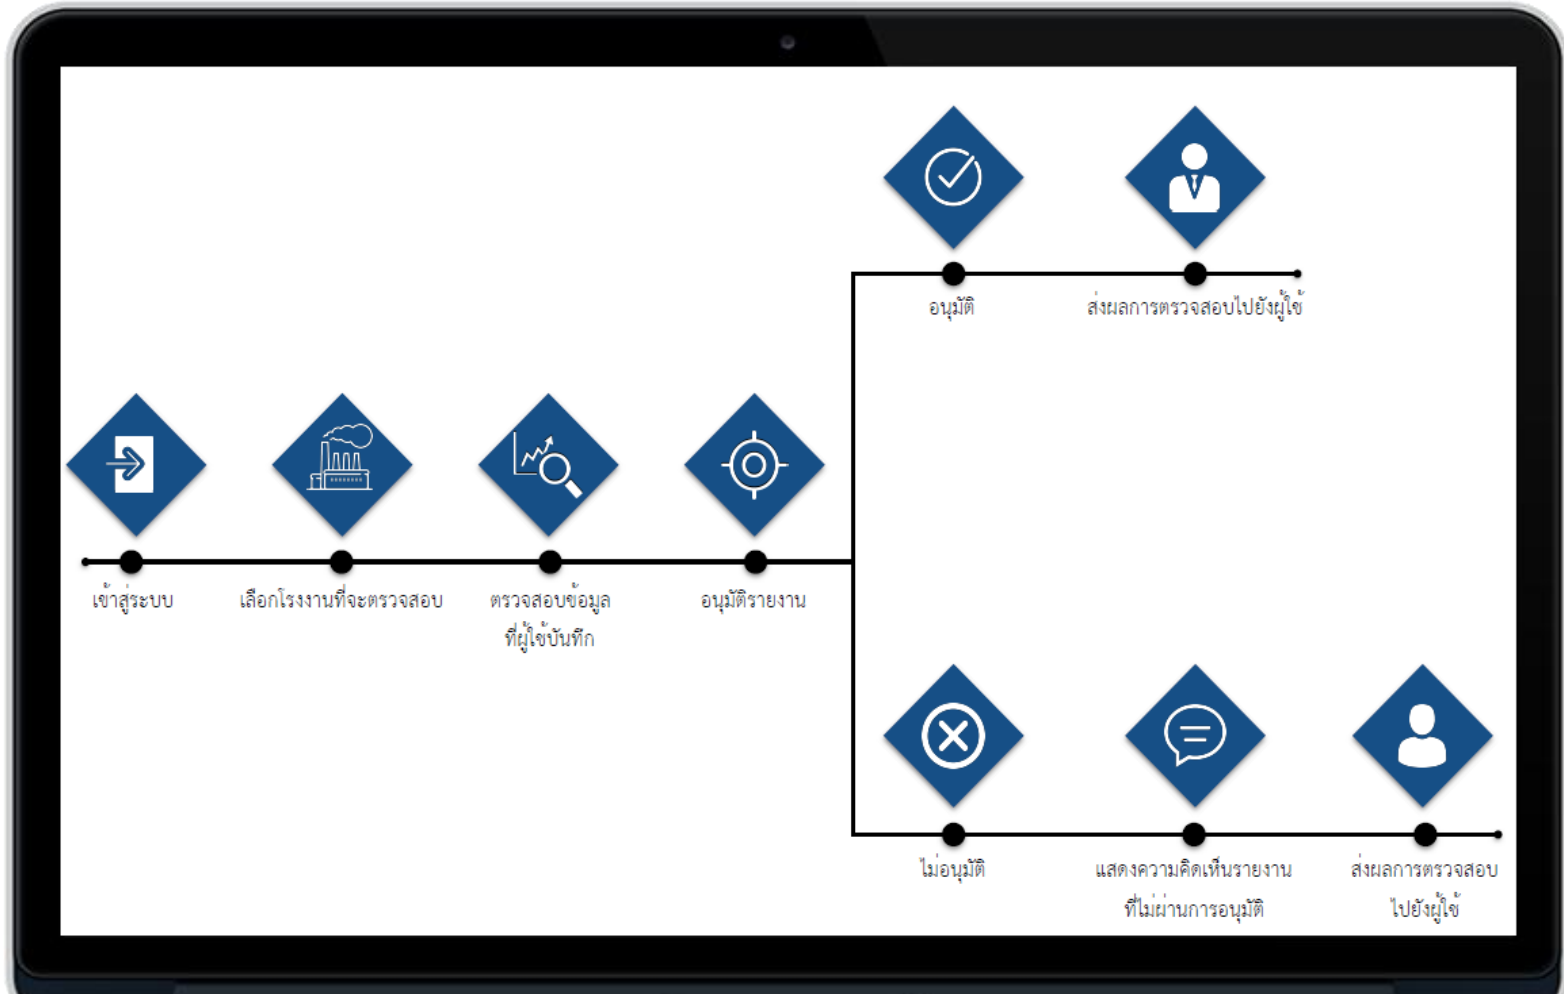 อนุมัติ
ส่งผลการตรวจสอบไปยังผู้ใช้
เข้าสู่ระบบ
เลือกโรงงานที่จะตรวจสอบ
ตรวจสอบข้อมูล
ที่ผู้ใช้บันทึก
อนุมัติรายงาน
ไม่อนุมัติ
แสดงความคิดเห็นรายงาน
ที่ไม่ผ่านการอนุมัติ
ส่งผลการตรวจสอบ
ไปยังผู้ใช้